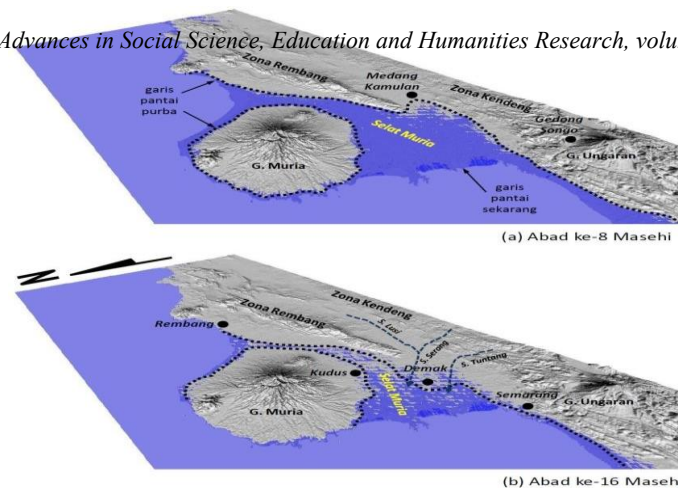 Advances in Social Science, Education and Humanities Research, volu
Zona Rembang
Medang
Kamulan
Zona Kendeng
garis
pantai
purba
Gedong
Songo
Selat Muria
G. Muria
G. Ungaran
garis
pantai
sekarang
(a) Abad ke-8 Masehi
N
Zona Kendeng
Zona Rembang
Rembang
S. Lusi
S. Serang
S. Tuntang
Kudus
Demak
Selat Muria
Semarang
G. Muria
G. Ungaran
(b) Abad ke-16 Maseh